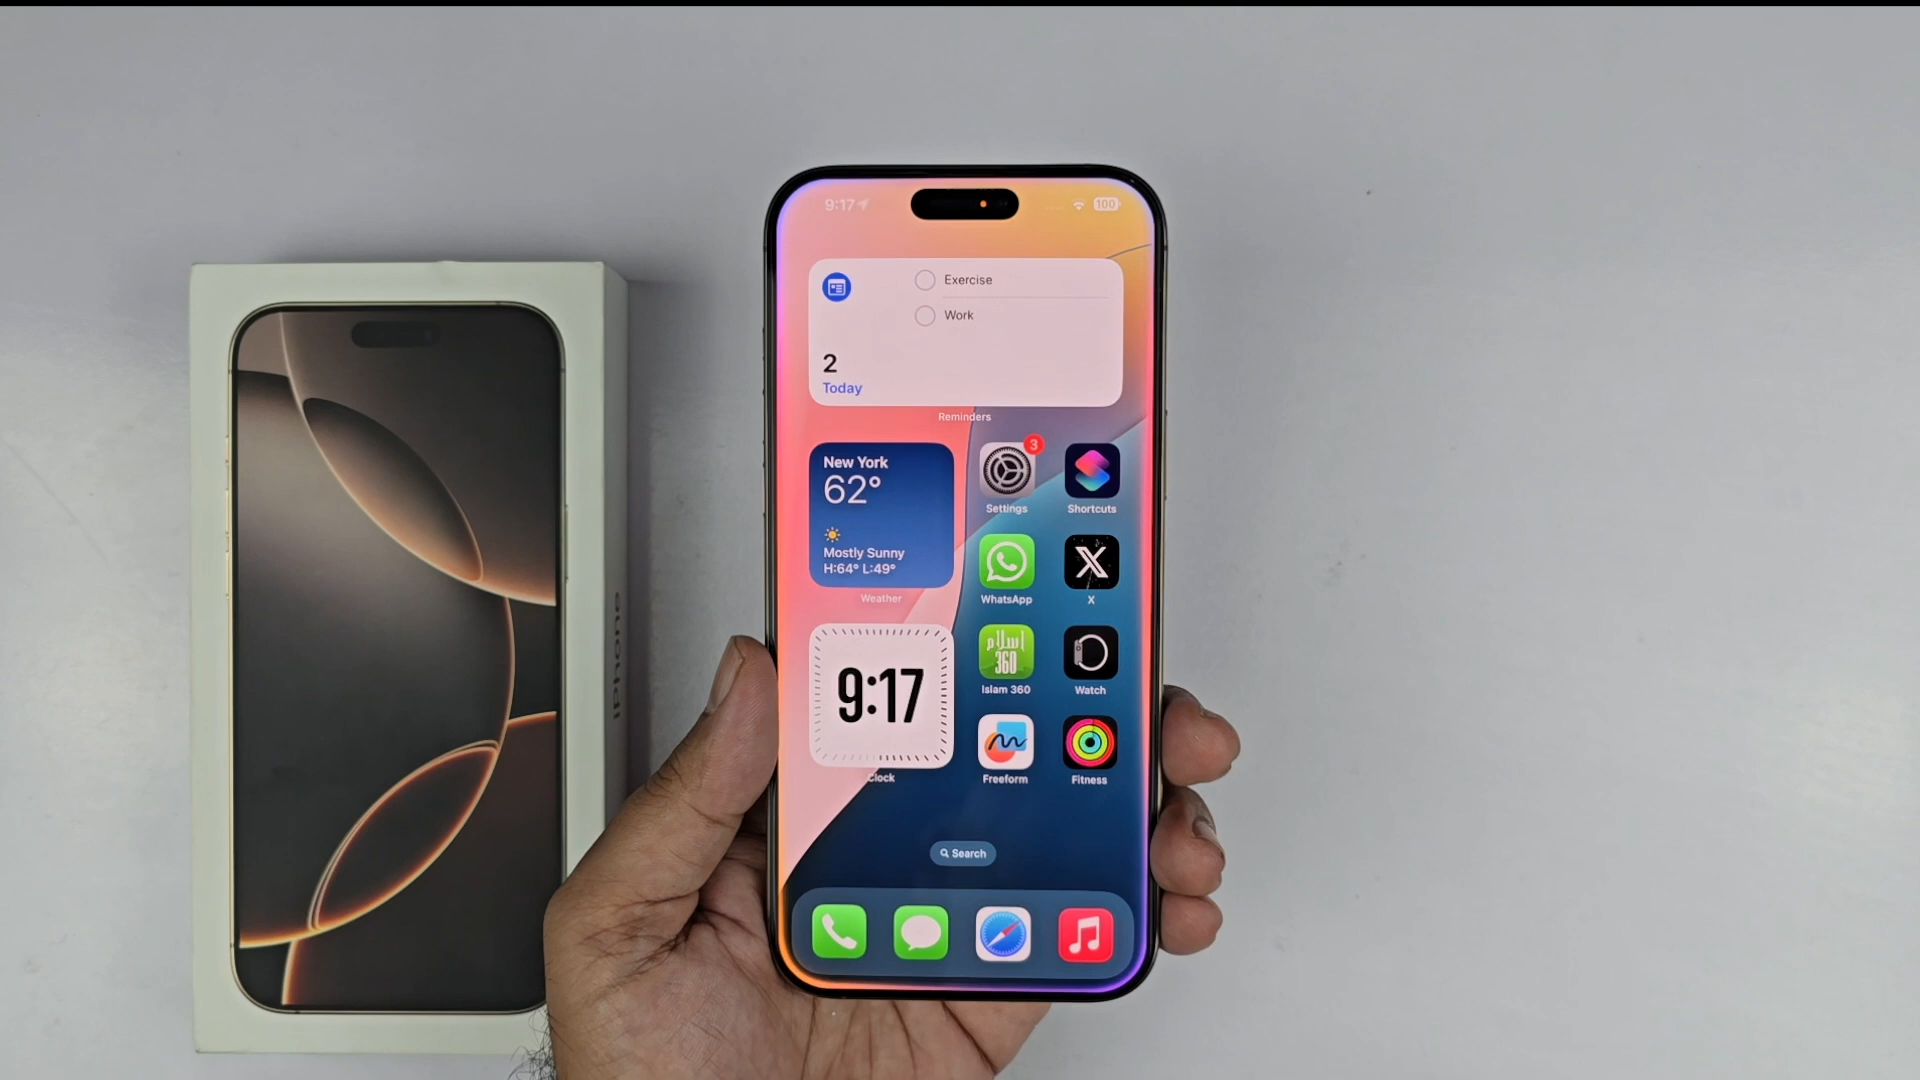 iPhone
9:17
100
Exercise
Work
2
Today
Reminders
New York
62°
Mostly Sunny
H:64° L:49°
Weather
3
Settings
Shortcuts
WhatsApp
X
اسلام
360
Islam 360
Watch
9:17
Clock
Freeform
Fitness
Search